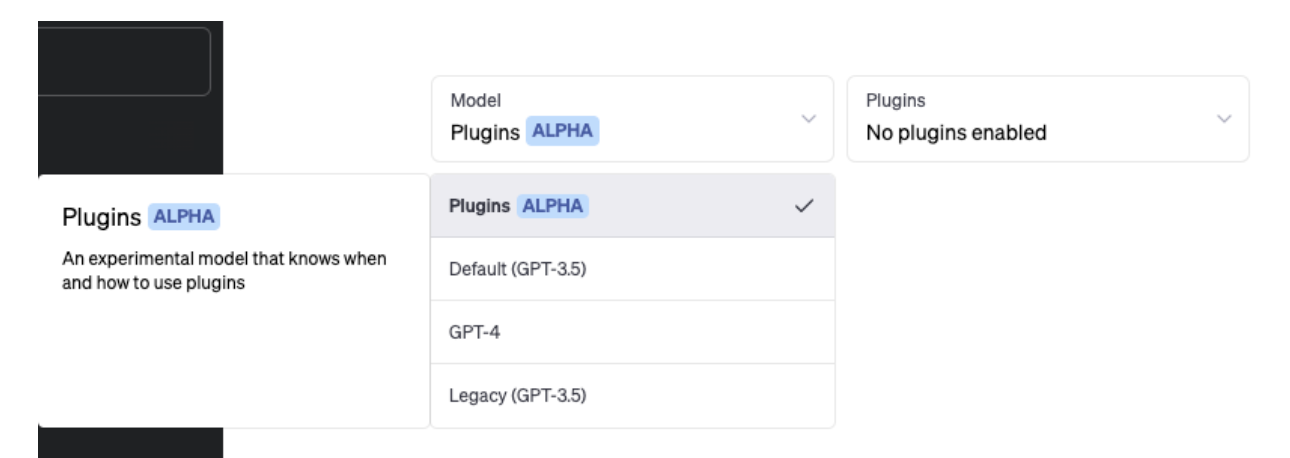 Model
Plugins ALPHA
Plugins
No plugins enabled
Plugins ALPHA
An experimental model that knows when
and how to use plugins
Plugins ALPHA
Default (GPT-3.5)
GPT-4
Legacy (GPT-3.5)